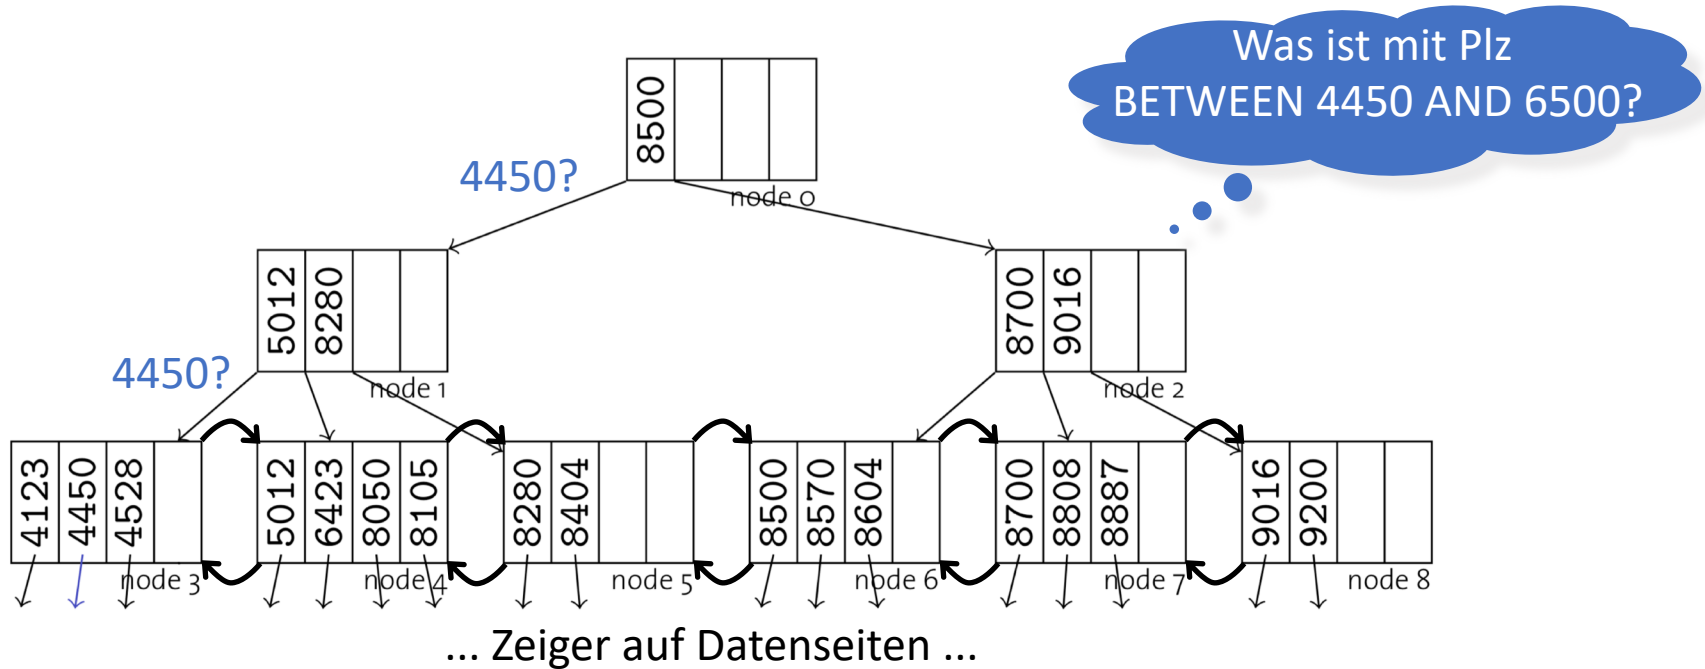 Was ist mit Plz
BETWEEN 4450 AND 6500?
8500
node 0
4450?
5012
8280
node 1
8700
9016
node 2
4450?
4123
4450
4528
node 3
5012
6423
8050
8105
node 4
8280
8404
node 5
8500
8570
8604
node 6
8700
8808
8887
node 7
9016
9200
node 8
... Zeiger auf Datenseiten ...